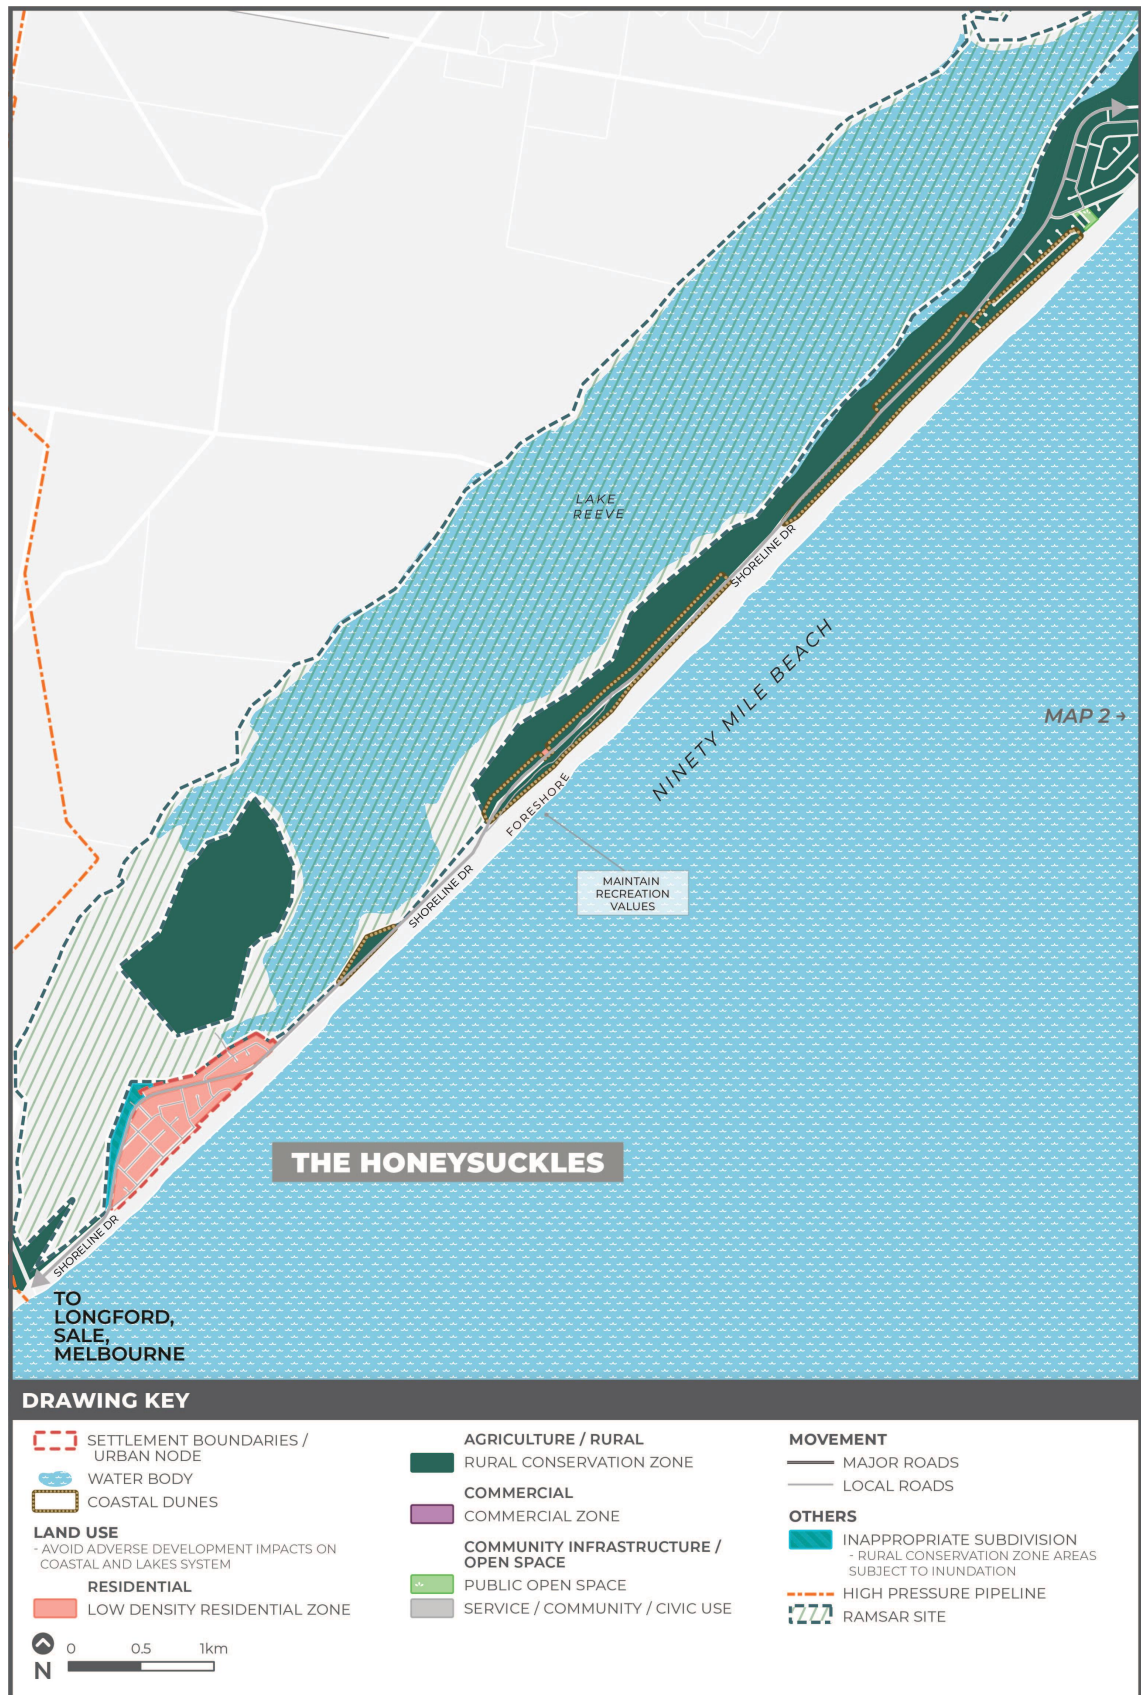 LAKE
REEVE
SHORELINE DR
NINETY MILE BEACH
MAP 2 →
FORESHORE
MAINTAIN
RECREATION
VALUES
SHORELINE DR
THE HONEYSUCKLES
SHORELINE DR
TO
LONGFORD,
SALE,
MELBOURNE
DRAWING KEY
SETTLEMENT BOUNDARIES /
URBAN NODE
WATER BODY
COASTAL DUNES
LAND USE
- AVOID ADVERSE DEVELOPMENT IMPACTS ON
COASTAL AND LAKES SYSTEM
RESIDENTIAL
LOW DENSITY RESIDENTIAL ZONE
N
0 0.5 1km
AGRICULTURE / RURAL
RURAL CONSERVATION ZONE
COMMERCIAL
COMMERCIAL ZONE
COMMUNITY INFRASTRUCTURE /
OPEN SPACE
PUBLIC OPEN SPACE
SERVICE / COMMUNITY / CIVIC USE
MOVEMENT
MAJOR ROADS
LOCAL ROADS
OTHERS
INAPPROPRIATE SUBDIVISION
- RURAL CONSERVATION ZONE AREAS
SUBJECT TO INUNDATION
HIGH PRESSURE PIPELINE
RAMSAR SITE